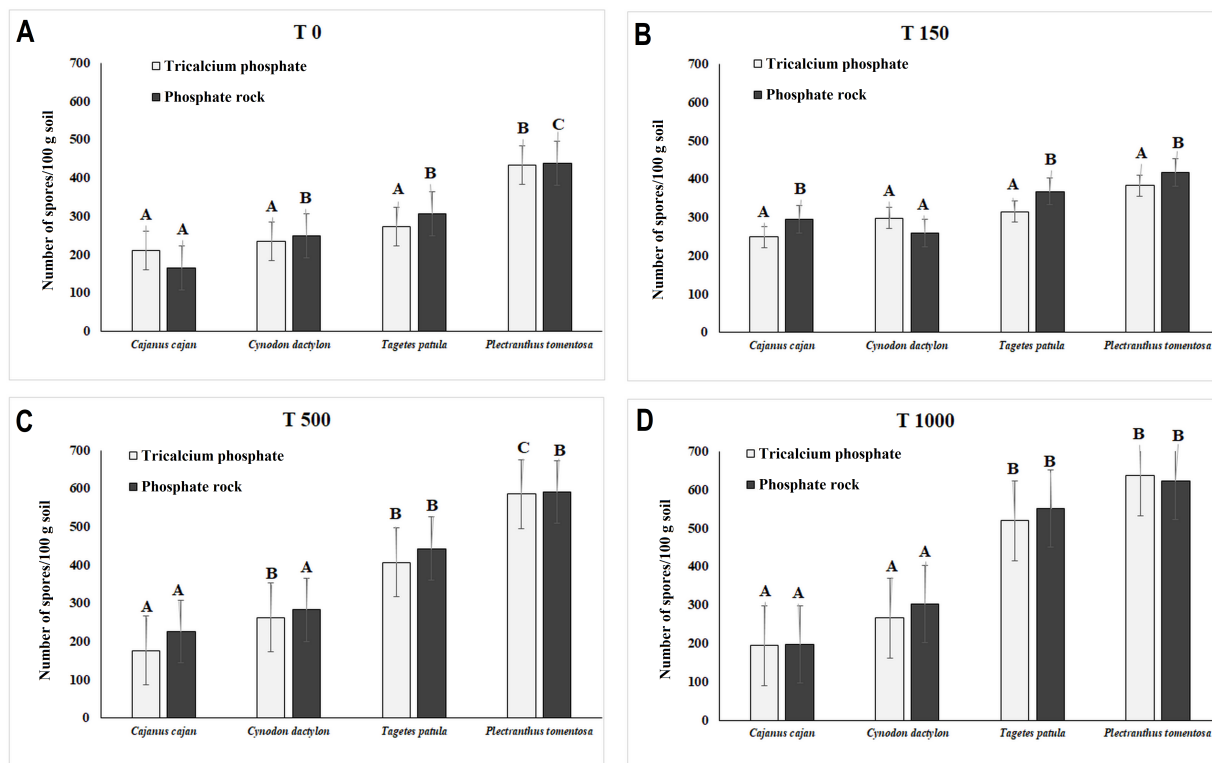 A
T 0
Tricalcium phosphate
Phosphate rock
Number of spores/100 g soil
700
600
500
400
300
200
100
0
A A A B A B B C
Cajanus cajan Cynodon dactylon Tagetes patula Plectranthus tomentosa
B
T 150
Tricalcium phosphate
Phosphate rock
Number of spores/100 g soil
700
600
500
400
300
200
100
0
A B A A A B A B
Cajanus cajan Cynodon dactylon Tagetes patula Plectranthus tomentosa
C
T 500
Tricalcium phosphate
Phosphate rock
Number of spores/100 g soil
700
600
500
400
300
200
100
0
A A B A B B C B
Cajanus cajan Cynodon dactylon Tagetes patula Plectranthus tomentosa
D
T 1000
Tricalcium phosphate
Phosphate rock
Number of spores/100 g soil
700
600
500
400
300
200
100
0
A A A A B B B B
Cajanus cajan Cynodon dactylon Tagetes patula Plectranthus tomentosa